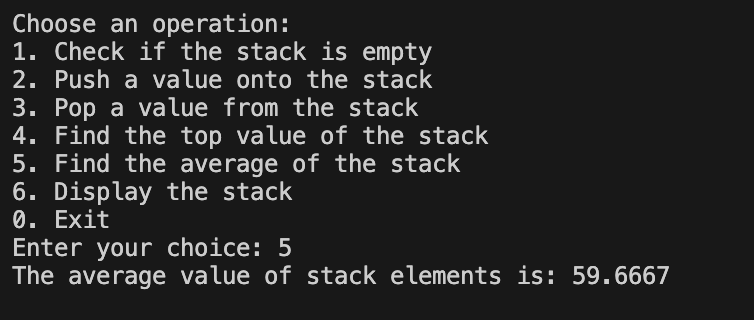 Choose an operation:
1. Check if the stack is empty
2. Push a value onto the stack
3. Pop a value from the stack
4. Find the top value of the stack
5. Find the average of the stack
6. Display the stack
0. Exit
Enter your choice: 5
The average value of stack elements is: 59.6667